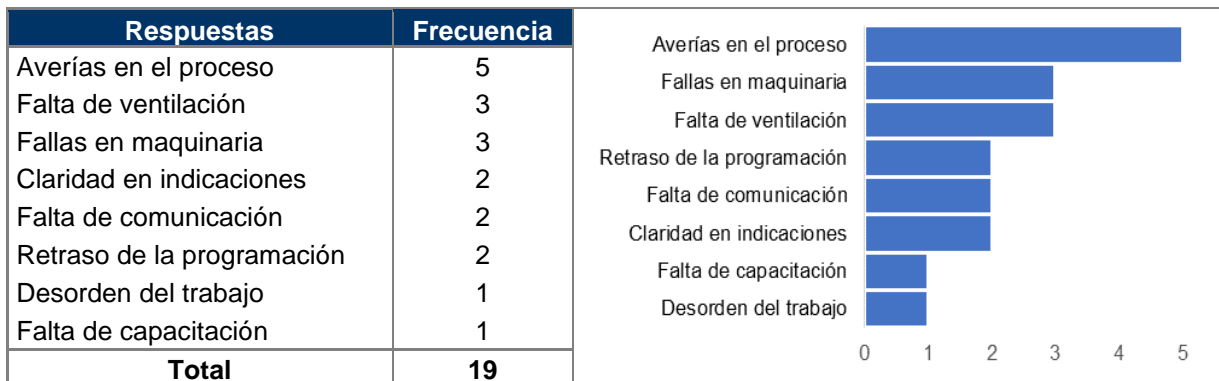 Respuestas Frecuencia
Averías en el proceso 5
Falta de ventilación 3
Fallas en maquinaria 3
Claridad en indicaciones 2
Falta de comunicación 2
Retraso de la programación 2
Desorden del trabajo 1
Falta de capacitación 1
Total 19
Averías en el proceso
Fallas en maquinaria
Falta de ventilación
Retraso de la programación
Falta de comunicación
Claridad en indicaciones
Falta de capacitación
Desorden del trabajo
0 1 2 3 4 5